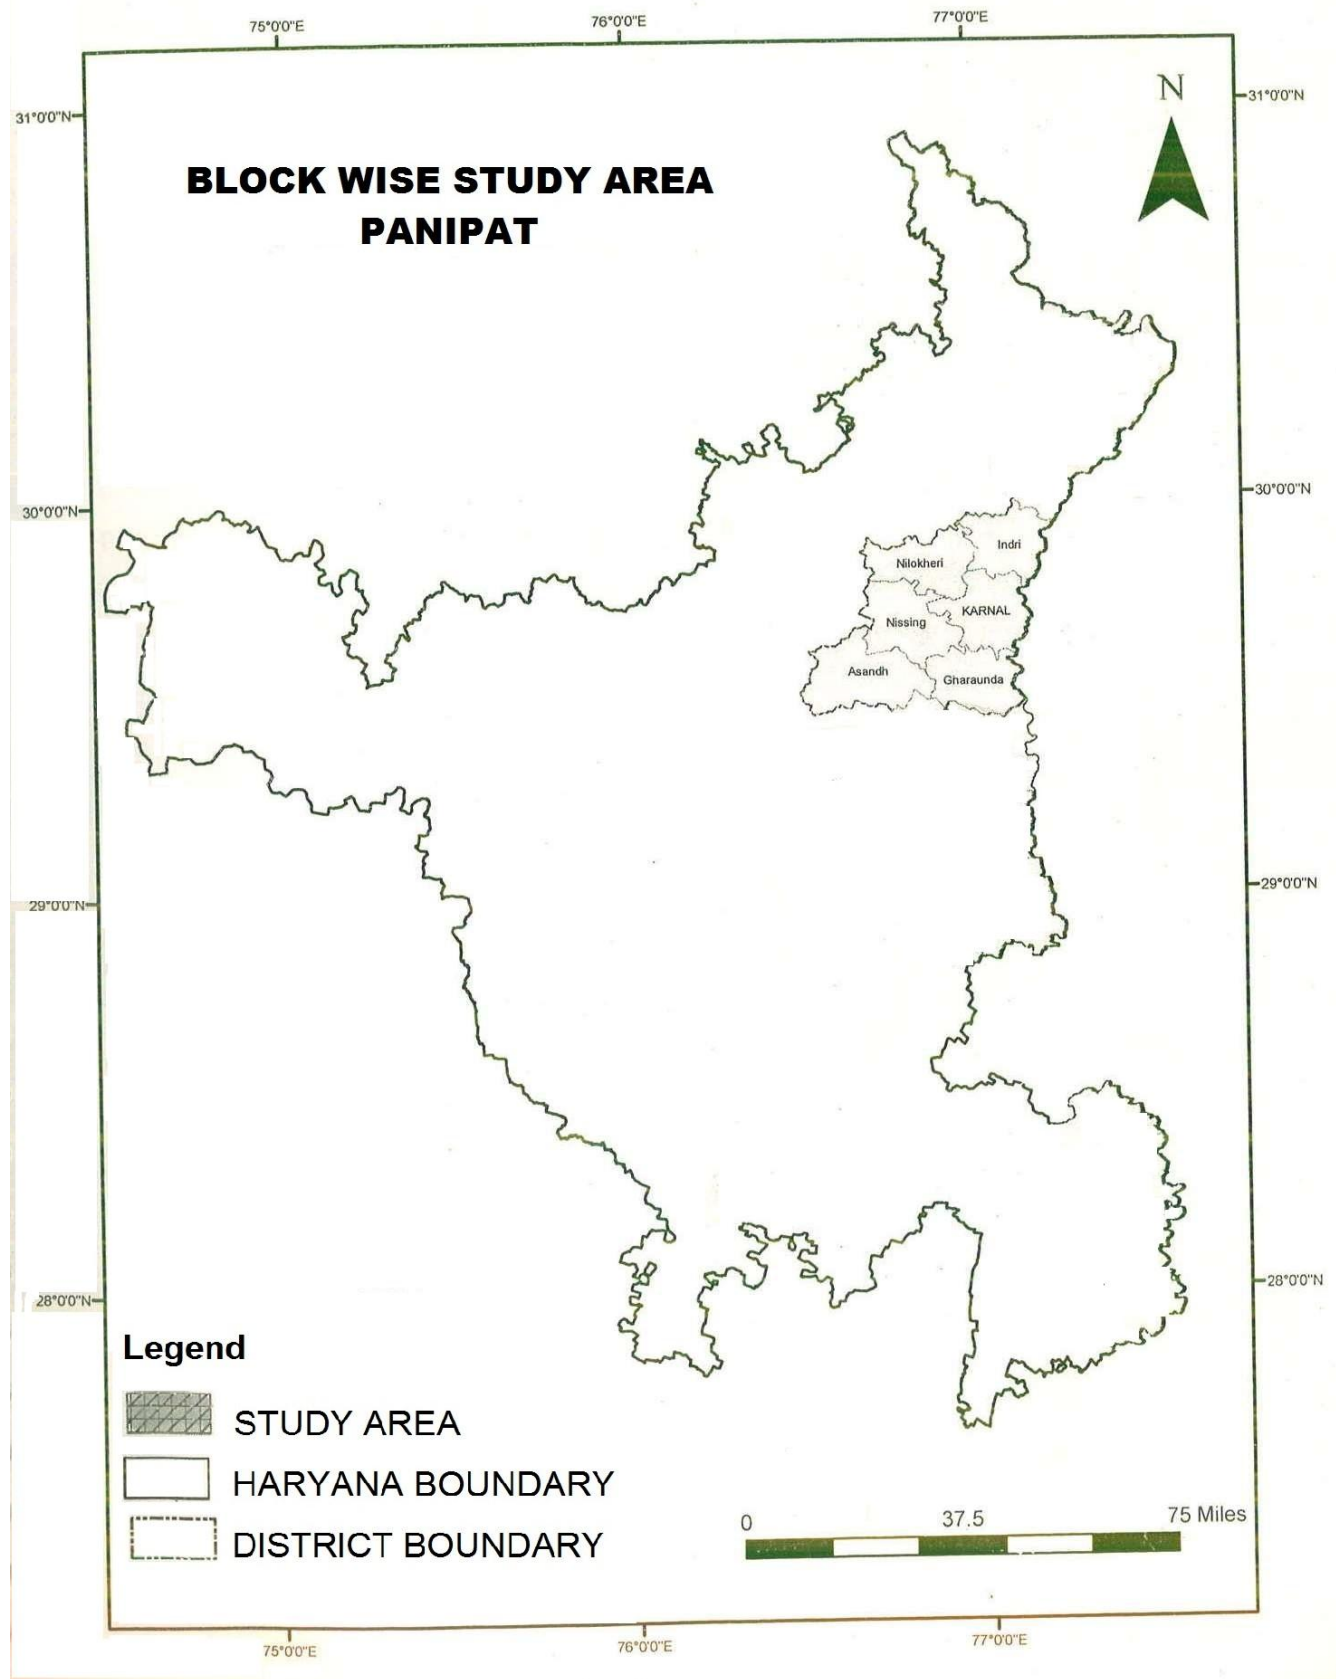 75°0'0"E
76°0'0"E
77°0'0"E
N
31°0'0"N
31°0'0"N
BLOCK WISE STUDY AREA
PANIPAT
30°0'0"N
30°0'0"N
Indri
Nilokheri
KARNAL
Nissing
Asandh
Gharaunda
29°0'0"N
29°0'0"N
28°0'0"N
28°0'0"N
Legend
STUDY AREA
HARYANA BOUNDARY
DISTRICT BOUNDARY
0
37.5
75 Miles
75°0'0"E
76°0'0"E
77°0'0"E